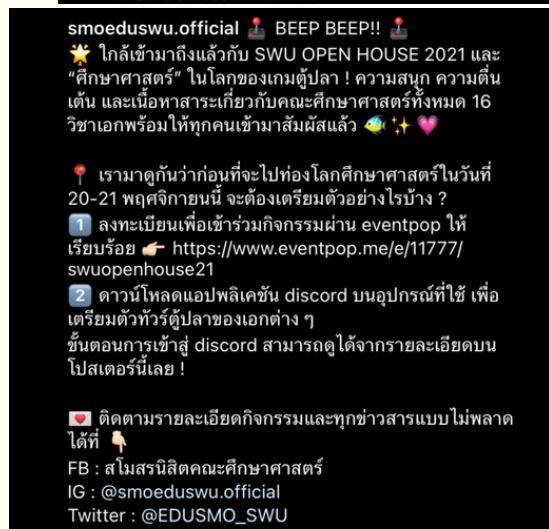 smoeduswu.official 🕹️ BEEP BEEP!! 🕹️
🌟 ใกล้เข้ามาถึงแล้วกับ SWU OPEN HOUSE 2021 และ
“ศึกษาศาสตร์” ในโลกของเกมตู้ปลา ! ความสนุก ความตื่น
เต้น และเนื้อหาสาระเกี่ยวกับคณะศึกษาศาสตร์ทั้งหมด 16
วิชาเอกพร้อมให้ทุกคนเข้ามาสัมผัสแล้ว 🐠 ✨ 💗
📍 เรามาดูกันว่าก่อนที่จะไปท่องโลกศึกษาศาสตร์ในวันที่
20-21 พฤศจิกายนนี้ จะต้องเตรียมตัวอย่างไรบ้าง ?
1️⃣ ลงทะเบียนเพื่อเข้าร่วมกิจกรรมผ่าน eventpop ให้
เรียบร้อย 👉🏻 https://www.eventpop.me/e/11777/
swuopenhouse21
2️⃣ ดาวน์โหลดแอปพลิเคชัน discord บนอุปกรณ์ที่ใช้ เพื่อ
เตรียมตัวทัวร์ตู้ปลาของเอกต่าง ๆ
ขั้นตอนการเข้าสู่ discord สามารถดูได้จากรายละเอียดบน
โปสเตอร์นี้เลย !
💌 ติดตามรายละเอียดกิจกรรมและทุกข่าวสารแบบไม่พลาด
ได้ที่ 👇🏻
FB : สโมสรนิสิตคณะศึกษาศาสตร์
IG : @smoeduswu.official
Twitter : @EDUSMO_SWU